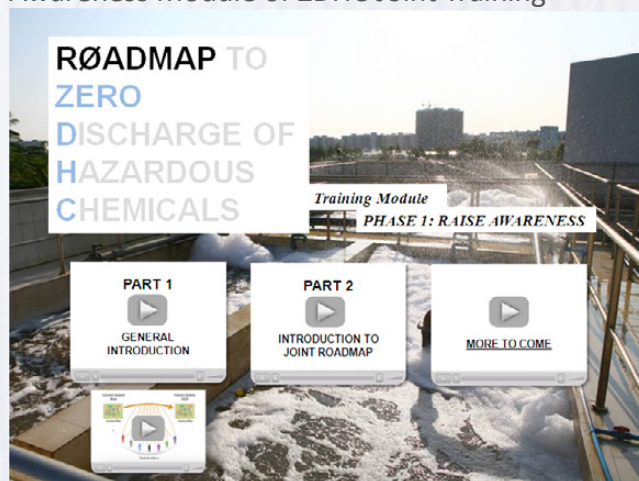 RØADMAP TO
ZERO
DISCHARGE OF
HAZARDOUS
CHEMICALS
Training Module
PHASE 1: RAISE AWARENESS
PART 1
GENERAL
INTRODUCTION
PART 2
INTRODUCTION TO
JOINT ROADMAP
MORE TO COME